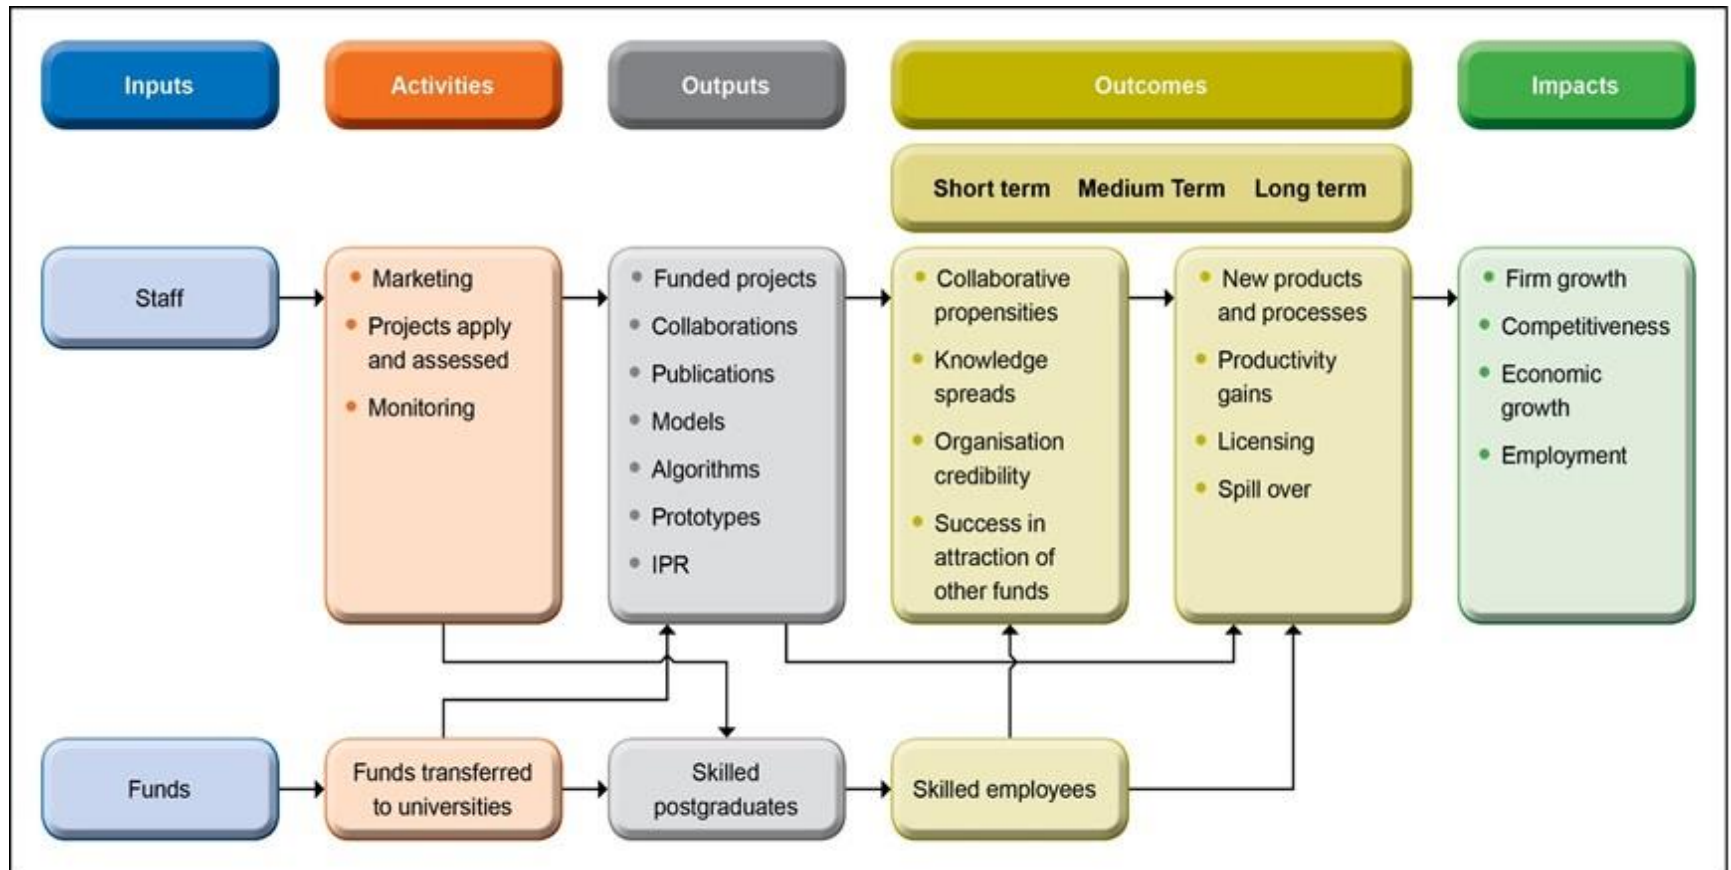 Inputs
Activities
Outputs
Outcomes
Impacts
Short term Medium Term Long term
Staff
Marketing
Projects apply
and assessed
Monitoring
Funded projects
Collaborations
Publications
Models
Algorithms
Prototypes
IPR
Collaborative
propensities
Knowledge
spreads
Organisation
credibility
Success in
attraction of
other funds
New products
and processes
Productivity
gains
Licensing
Spill over
Firm growth
Competitiveness
Economic
growth
Employment
Funds
Funds transferred
to universities
Skilled
postgraduates
Skilled employees